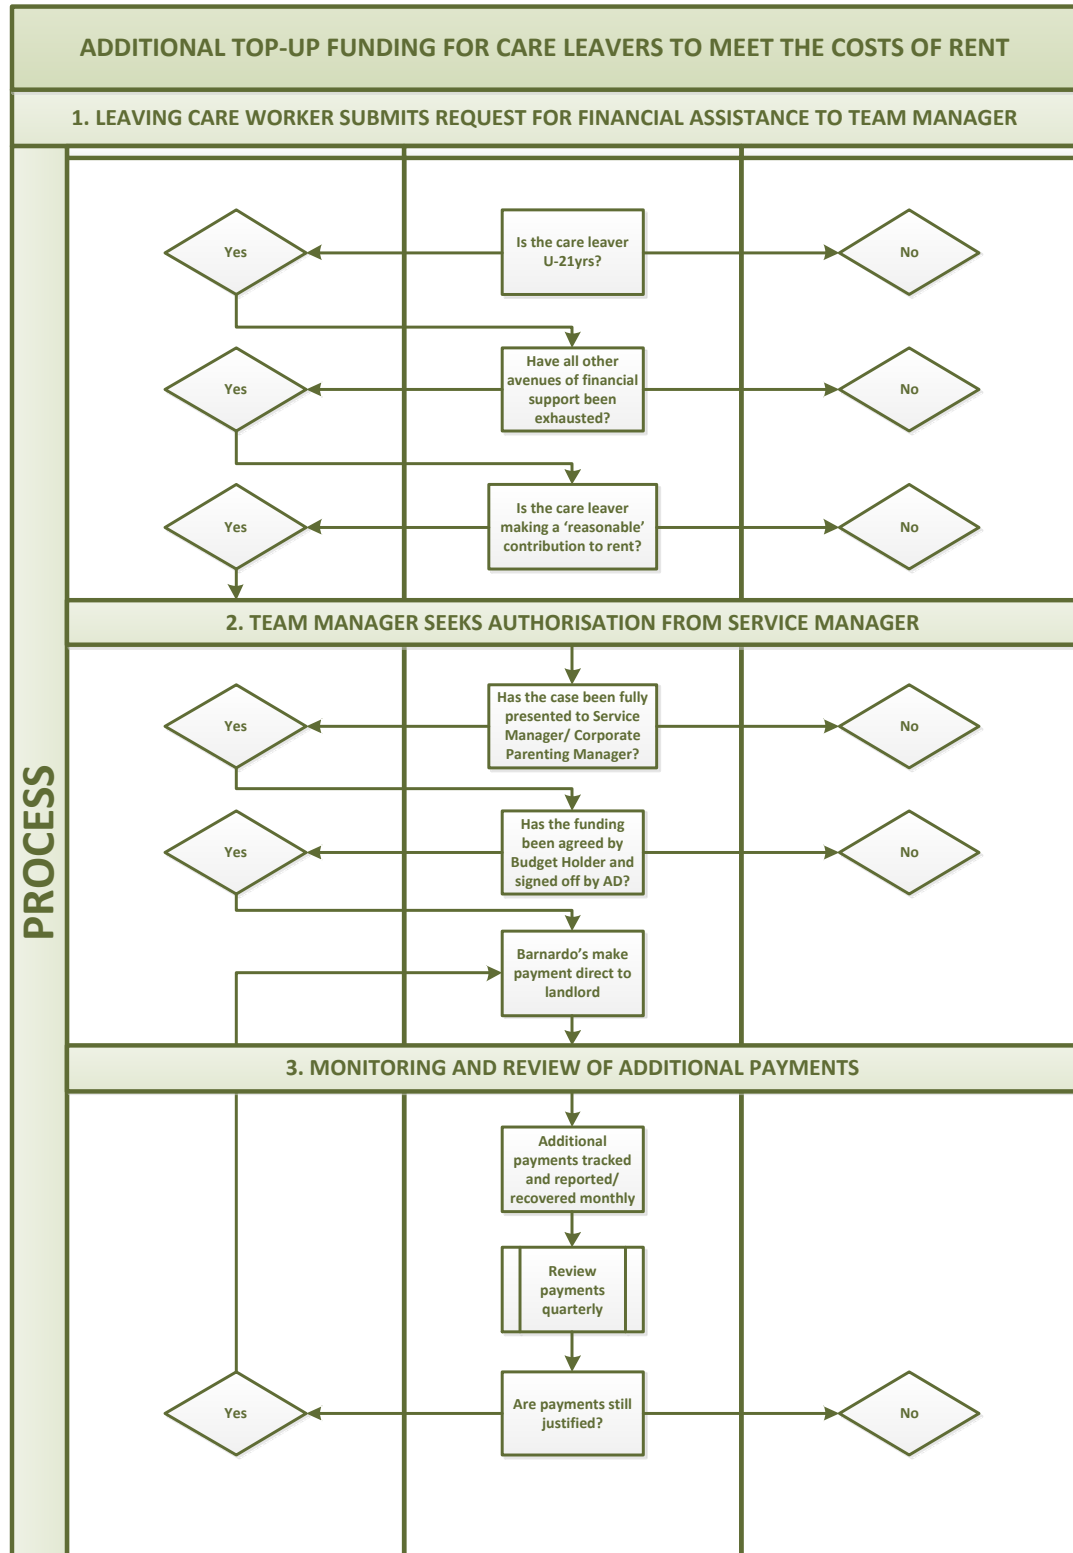 ADDITIONAL TOP-UP FUNDING FOR CARE LEAVERS TO MEET THE COSTS OF RENT
1. LEAVING CARE WORKER SUBMITS REQUEST FOR FINANCIAL ASSISTANCE TO TEAM MANAGER
PROCESS
Yes
Is the care leaver
U-21yrs?
No
Yes
Have all other
avenues of financial
support been
exhausted?
No
Yes
Is the care leaver
making a ‘reasonable’
contribution to rent?
No
2. TEAM MANAGER SEEKS AUTHORISATION FROM SERVICE MANAGER
Yes
Has the case been fully
presented to Service
Manager/ Corporate
Parenting Manager?
No
Yes
Has the funding
been agreed by
Budget Holder and
signed off by AD?
No
Barnardo’s make
payment direct to
landlord
3. MONITORING AND REVIEW OF ADDITIONAL PAYMENTS
Additional
payments tracked
and reported/
recovered monthly
Review
payments
quarterly
Yes
Are payments still
justified?
No